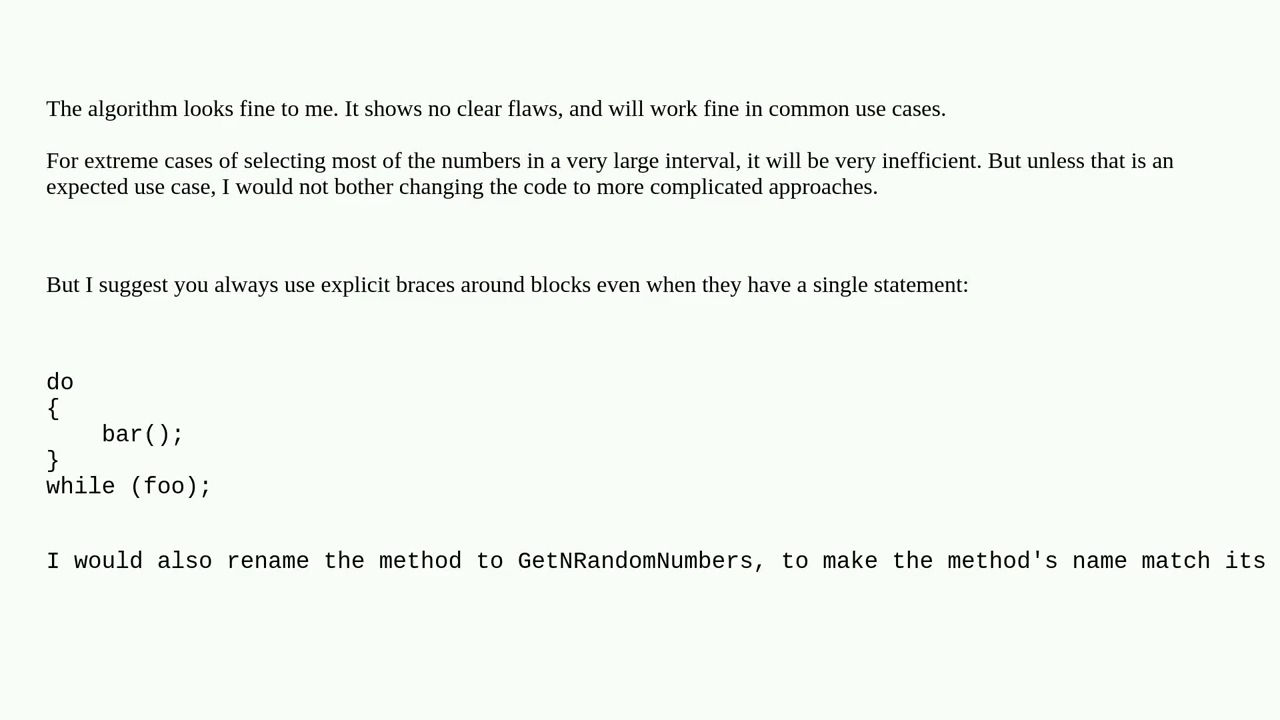 The algorithm looks fine to me. It shows no clear flaws, and will work fine in common use cases.
For extreme cases of selecting most of the numbers in a very large interval, it will be very inefficient. But unless that is an
expected use case, I would not bother changing the code to more complicated approaches.
But I suggest you always use explicit braces around blocks even when they have a single statement:
do
{
    bar();
}
while (foo);
I would also rename the method to GetNRandomNumbers, to make the method's name match its